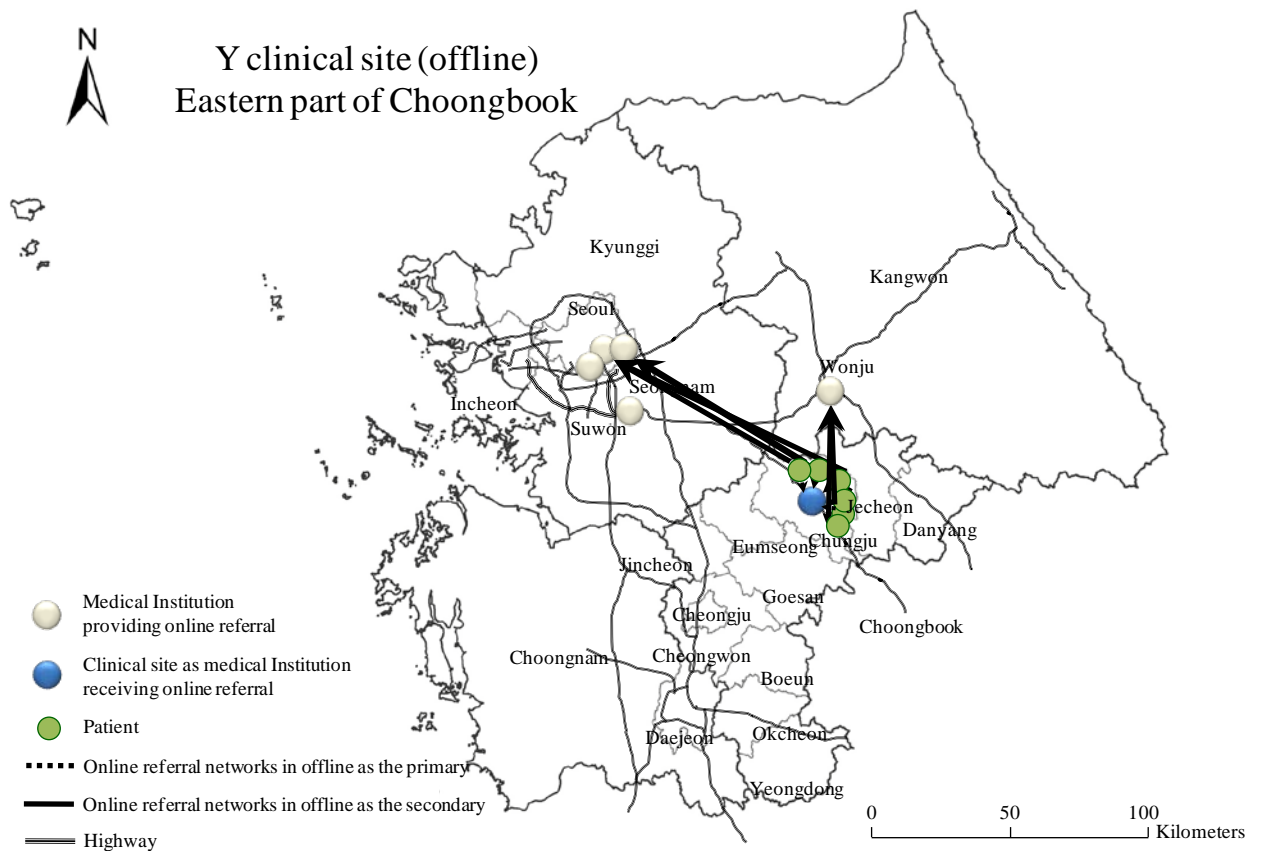 N
Y clinical site (offline)
Eastern part of Choongbook
Kyunggi
Kangwon
Seoul
Wonju
Incheon
Suwon
Jecheon
Danyang
Chungju
Eumseong
Jincheon
Goesan
Cheongju
Choongbook
Choongnam
Cheongwon
Boeun
Daejeon
Okcheon
Yeongdong
Medical Institution
providing online referral
Clinical site as medical Institution
receiving online referral
Patient
Online referral networks in offline as the primary
Online referral networks in offline as the secondary
Highway
0 50 100
Kilometers